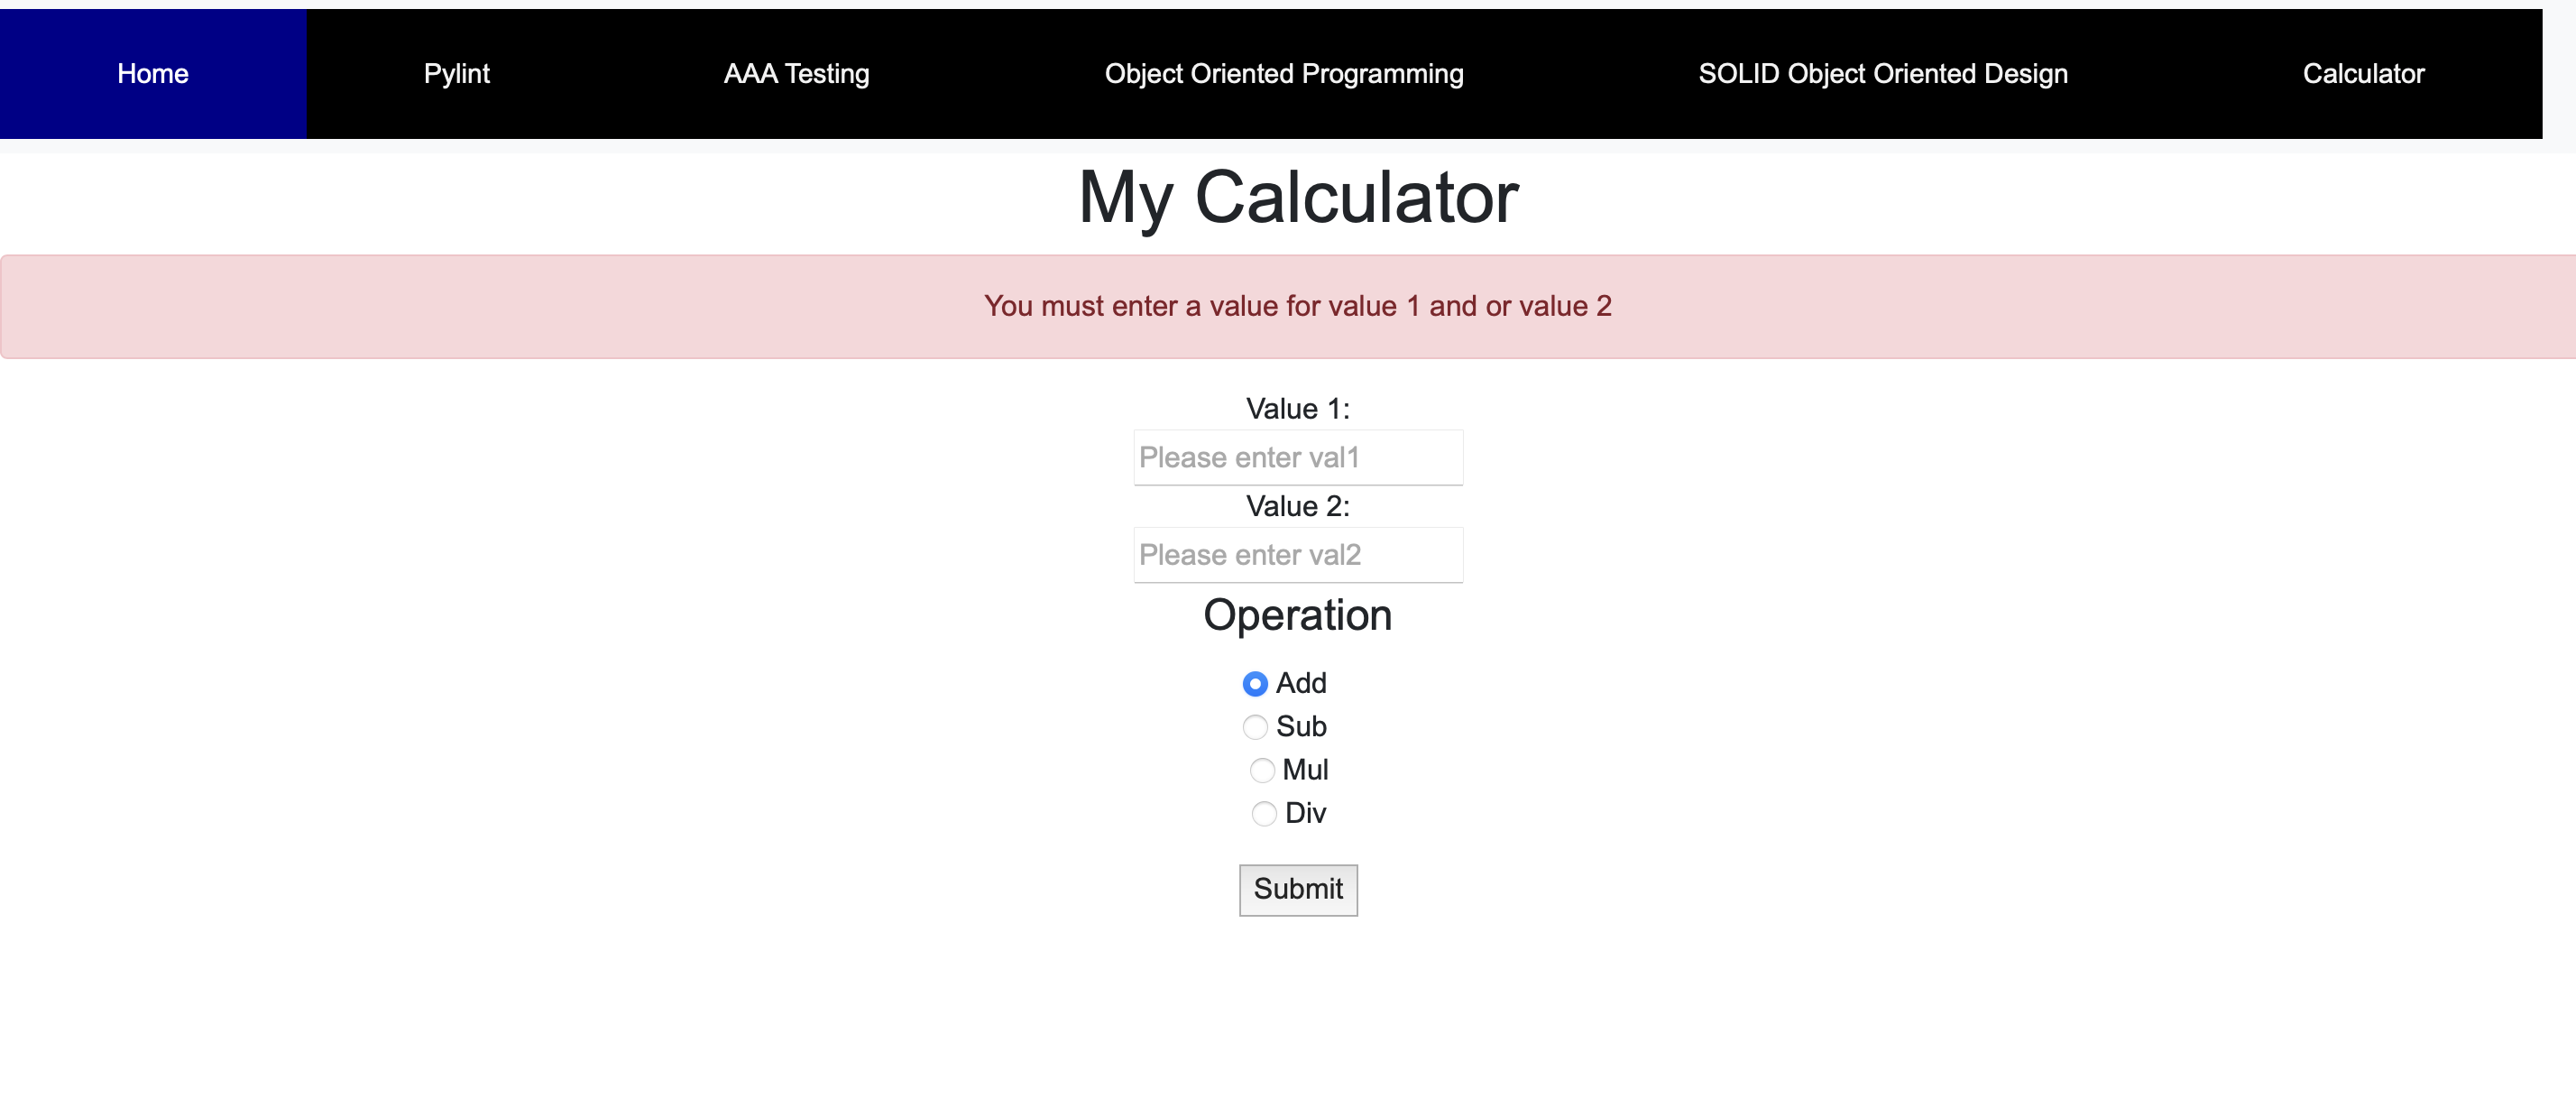 Home Pylint AAA Testing Object Oriented Programming SOLID Object Oriented Design Calculator
My Calculator
You must enter a value for value 1 and or value 2
Value 1:
Please enter val1
Value 2:
Please enter val2
Operation
Add
Sub
Mul
Div
Submit